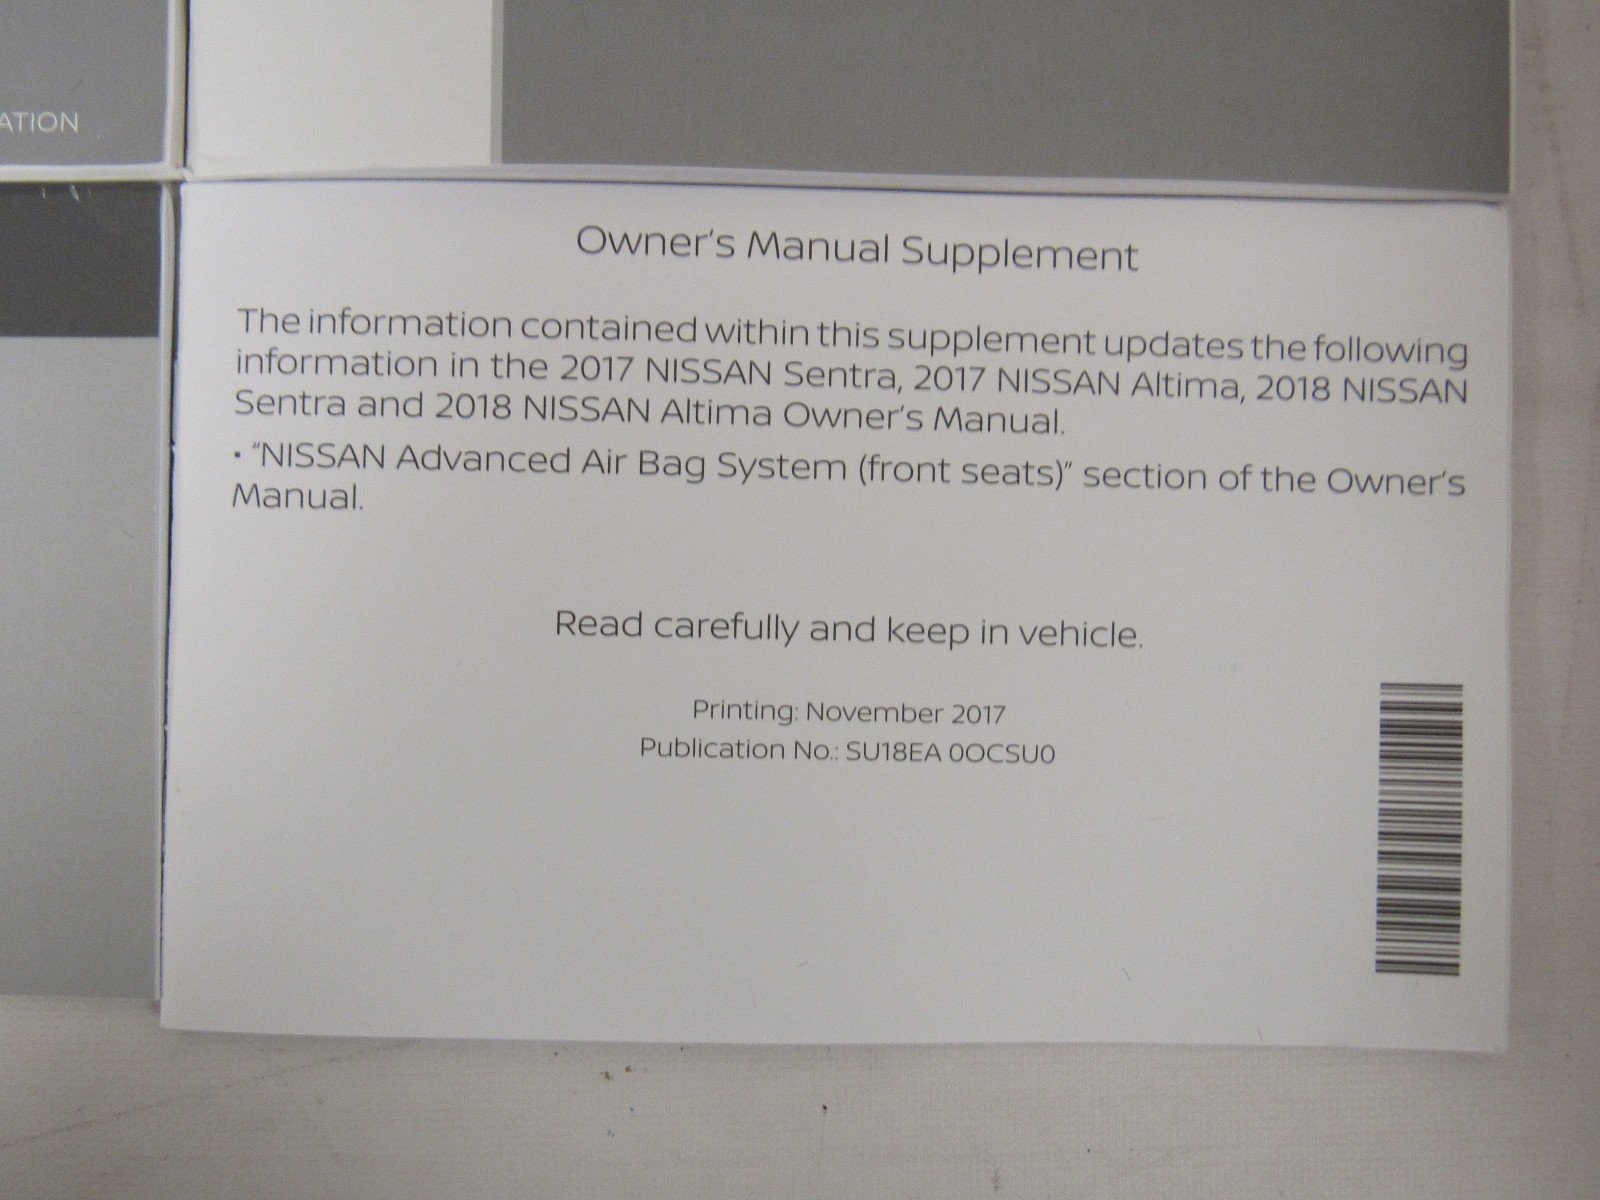 ATION
Owner's Manual Supplement
The information contained within this supplement updates the following
information in the 2017 NISSAN Sentra, 2017 NISSAN Altima, 2018 NISSAN
Sentra and 2018 NISSAN Altima Owner's Manual.
• "NISSAN Advanced Air Bag System (front seats)" section of the Owner's
Manual.
Read carefully and keep in vehicle.
Printing: November 2017
Publication No.: SU18EA 0OCSU0